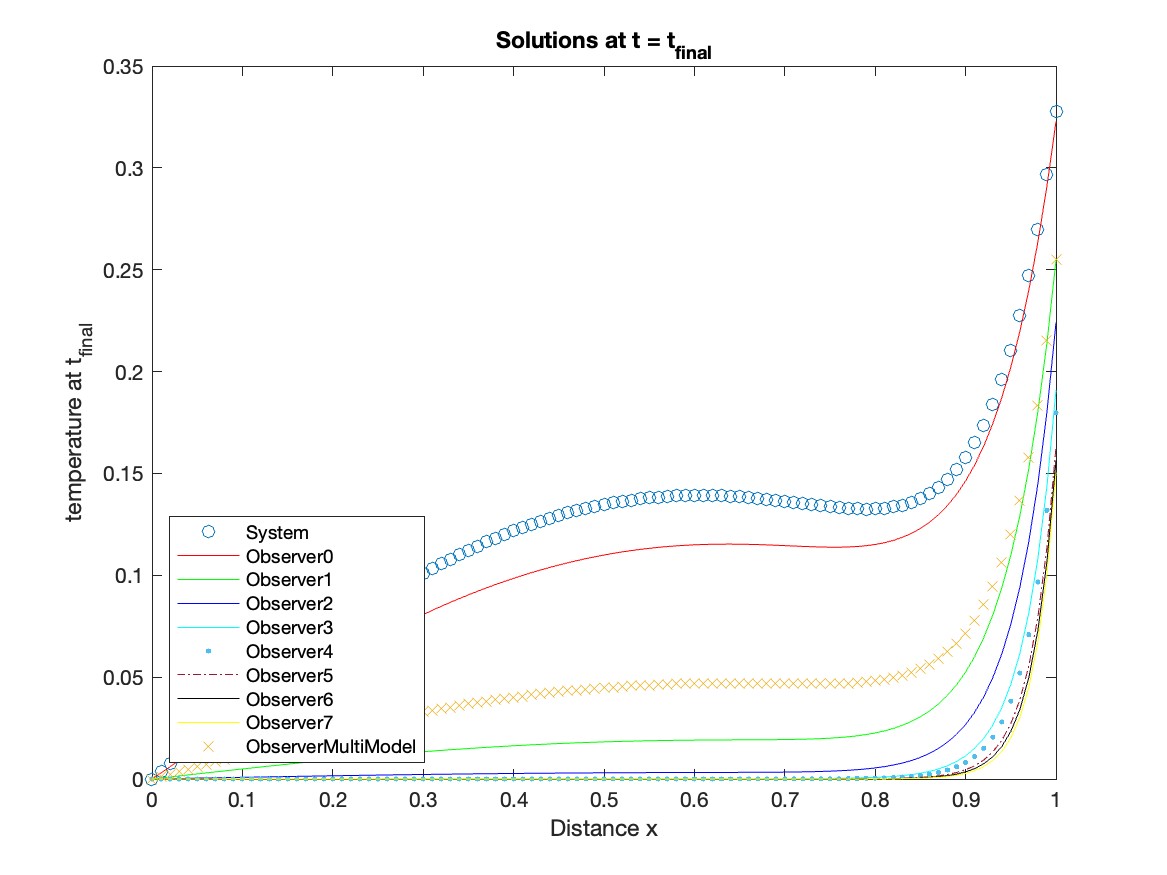 Solutions at t = t_final
0.35
0.3
0.25
0.2
0.15
0.1
0.05
0
temperature at t_final
System
Observer0
Observer1
Observer2
Observer3
Observer4
Observer5
Observer6
Observer7
ObserverMultiModel
0 0.1 0.2 0.3 0.4 0.5 0.6 0.7 0.8 0.9 1
Distance x